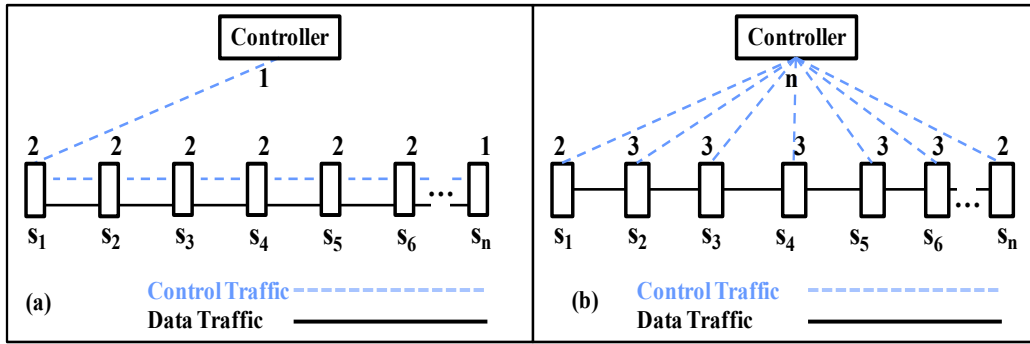 Controller
1
2 2 2 2 2 2 1
...
s1 s2 s3 s4 s5 s6 sn
(a)
Control Traffic
Data Traffic
Controller
n
2 3 3 3 3 3 2
...
s1 s2 s3 s4 s5 s6 sn
(b)
Control Traffic
Data Traffic